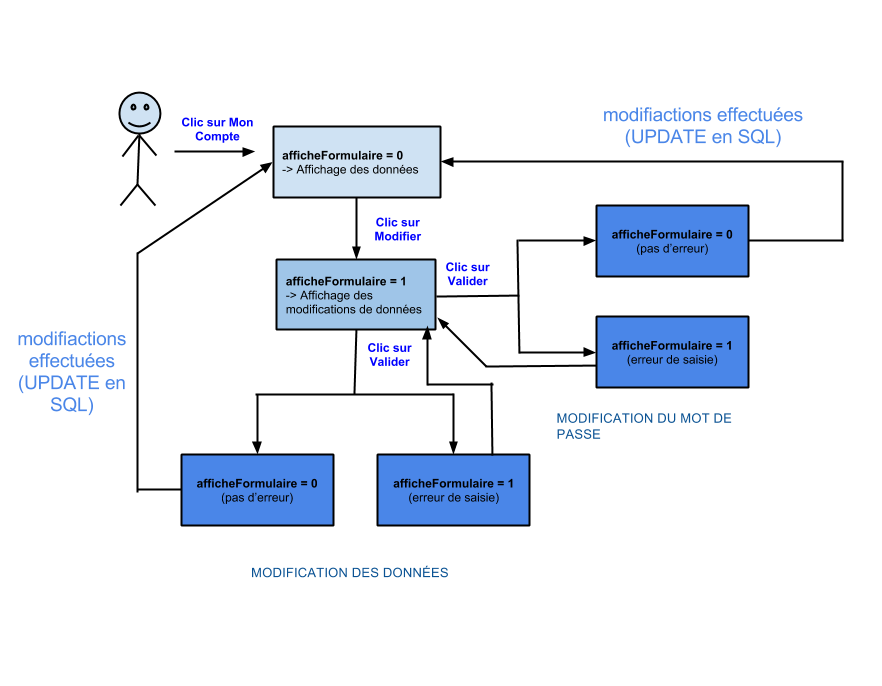 Clic sur Mon
Compte
afficheFormulaire = 0
-> Affichage des données
modifiactions effectuées
(UPDATE en SQL)
Clic sur
Modifier
afficheFormulaire = 0
(pas d'erreur)
afficheFormulaire = 1
-> Affichage des
modifications de données
Clic sur
Valider
modifiactions
effectuées
(UPDATE en
SQL)
Clic sur
Valider
afficheFormulaire = 1
(erreur de saisie)
MODIFICATION DU MOT DE
PASSE
afficheFormulaire = 0
(pas d'erreur)
afficheFormulaire = 1
(erreur de saisie)
MODIFICATION DES DONNÉES